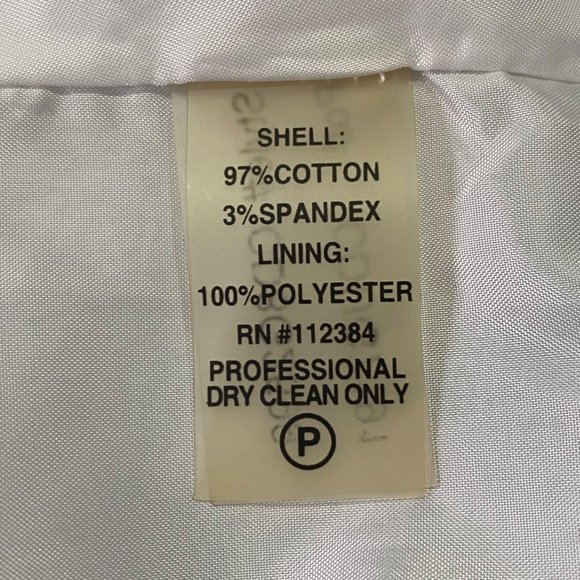 SHELL:
97%COTTON
3%SPANDEX
LINING:
100%POLYESTER
RN #112384
PROFESSIONAL
DRY CLEAN ONLY
P